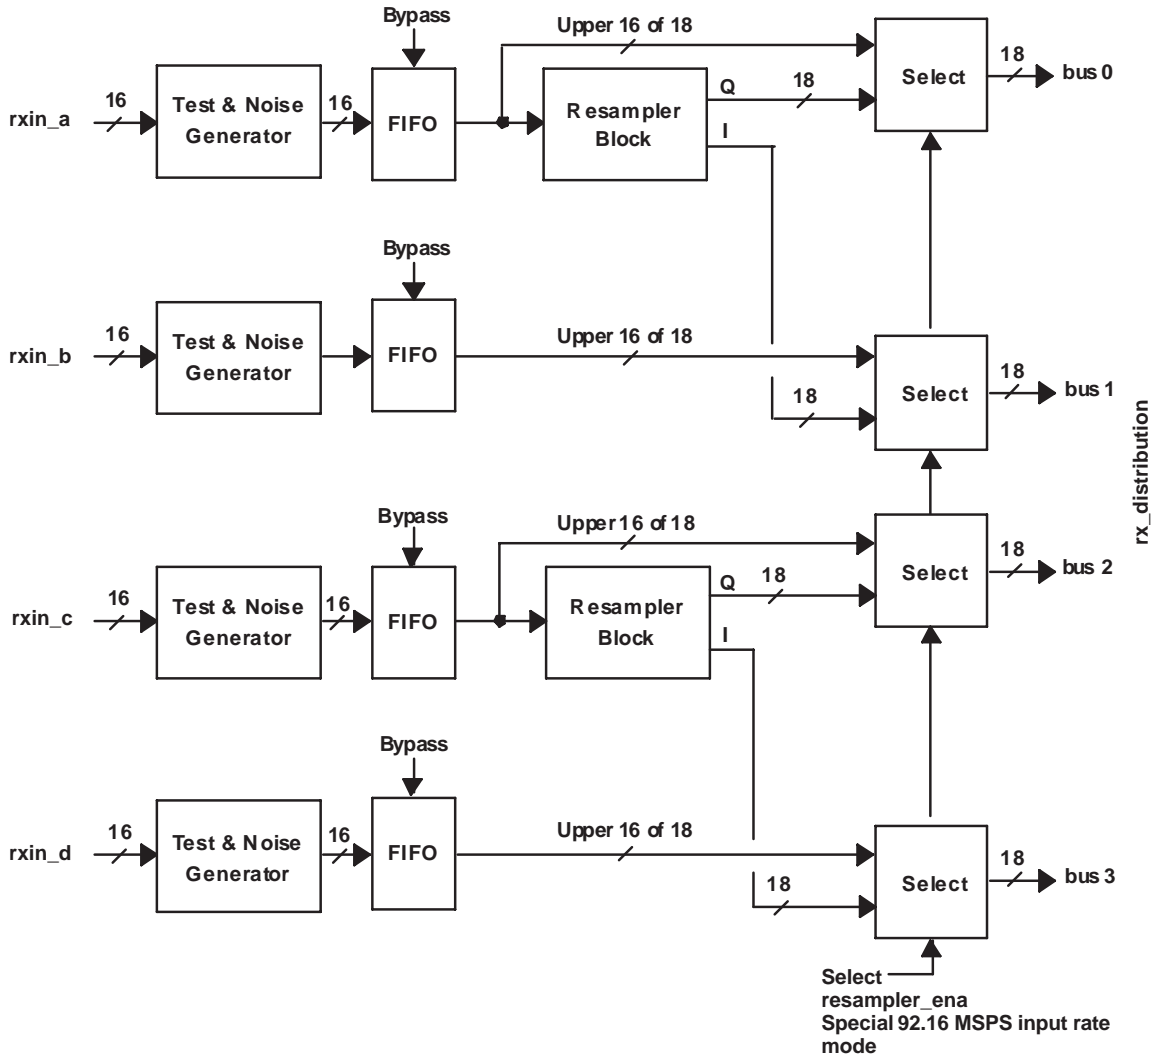 Bypass
Upper 16 of 18
18
bus 0
16
Test & Noise
Generator
16
FIFO
Q
18
Select
rxin_a
Resampler
Block
I
Bypass
16
Test & Noise
Generator
FIFO
Upper 16 of 18
rxin_b
18
Select
18
bus 1
rx_distribution
Bypass
Upper 16 of 18
16
Test & Noise
Generator
16
FIFO
Resampler
Block
Q
18
I
Select
18
bus 2
rxin_c
Bypass
16
Test & Noise
Generator
16
FIFO
Upper 16 of 18
rxin_d
18
Select
18
bus 3
Select
resampler_ena
Special 92.16 MSPS input rate
mode